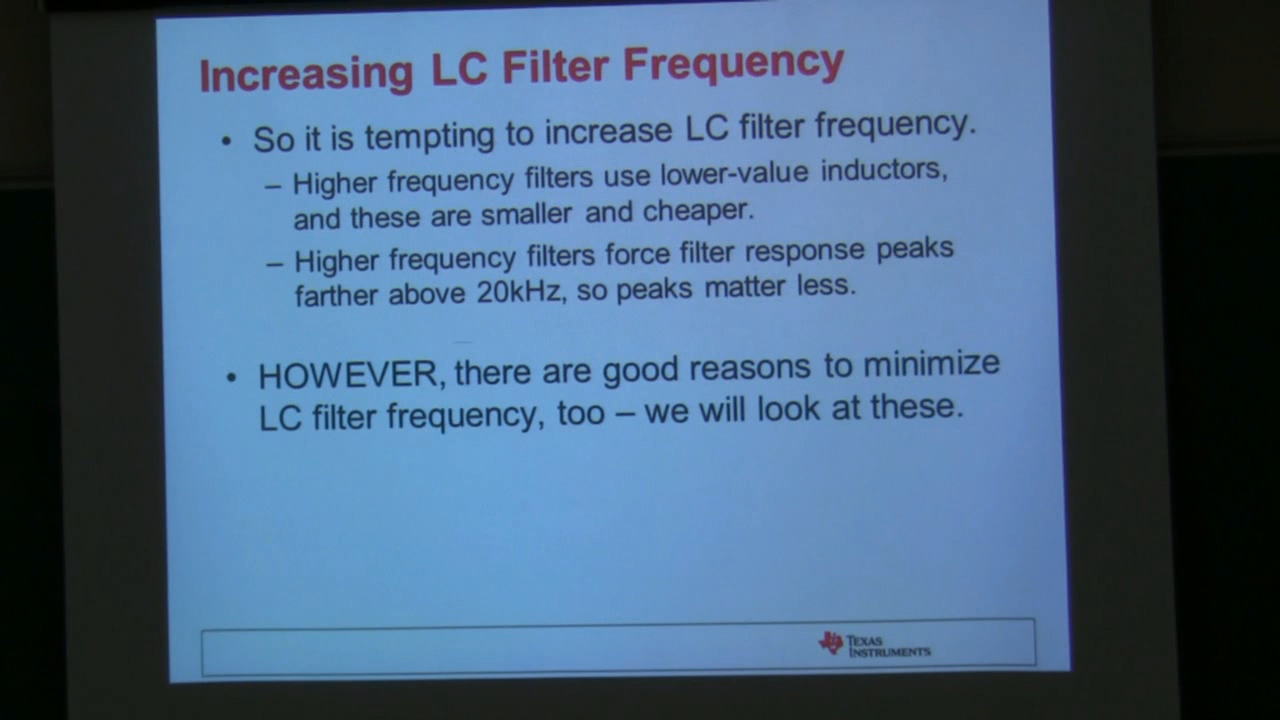 Increasing LC Filter Frequency
• So it is tempting to increase LC filter frequency.
– Higher frequency filters use lower-value inductors,
and these are smaller and cheaper.
– Higher frequency filters force filter response peaks
farther above 20kHz, so peaks matter less.
• HOWEVER, there are good reasons to minimize
LC filter frequency, too – we will look at these.
TEXAS
INSTRUMENTS